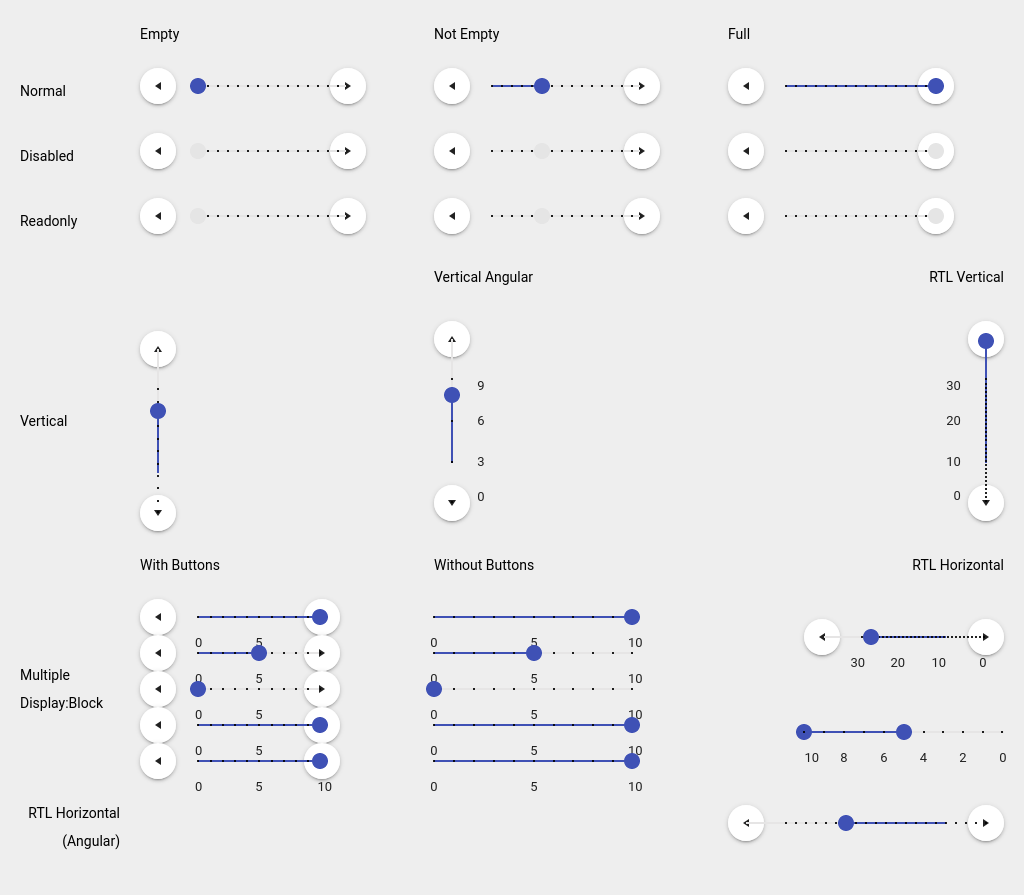 Empty Not Empty Full
Normal
Disabled
Readonly
Vertical Angular RTL Vertical
9 30
Vertical 6 20
3 10
0 0
With Buttons Without Buttons RTL Horizontal
0 5 0 5 10
30 20 10 0
Multiple
Display:Block
0 5 0 5 10
0 5 0 5 10
0 5 0 5 10
10 8 6 4 2 0
0 5 10 0 5 10
RTL Horizontal
(Angular)